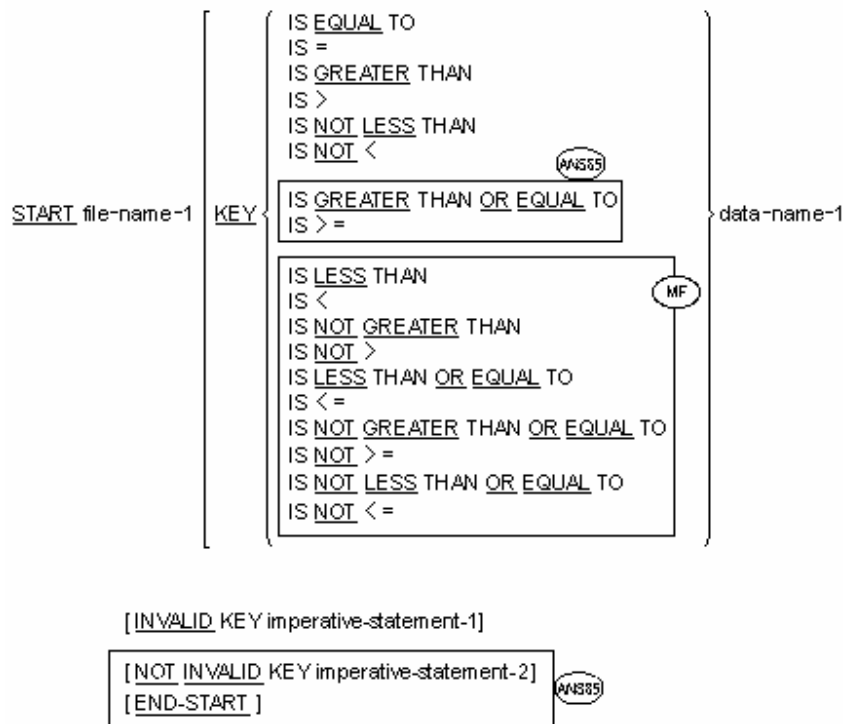 IS EQUAL TO
IS =
IS GREATER THAN
IS >
IS NOT LESS THAN
IS NOT <
ANS85
IS GREATER THAN OR EQUAL TO
IS > =
START file-name-1 [ KEY { } data-name-1
IS LESS THAN
MF
IS <
IS NOT GREATER THAN
IS NOT >
IS LESS THAN OR EQUAL TO
IS < =
IS NOT GREATER THAN OR EQUAL TO
IS NOT > =
IS NOT LESS THAN OR EQUAL TO
IS NOT < =
[ INVALID KEY imperative-statement-1]
[ NOT INVALID KEY imperative-statement-2]
[ END-START ]
ANS85